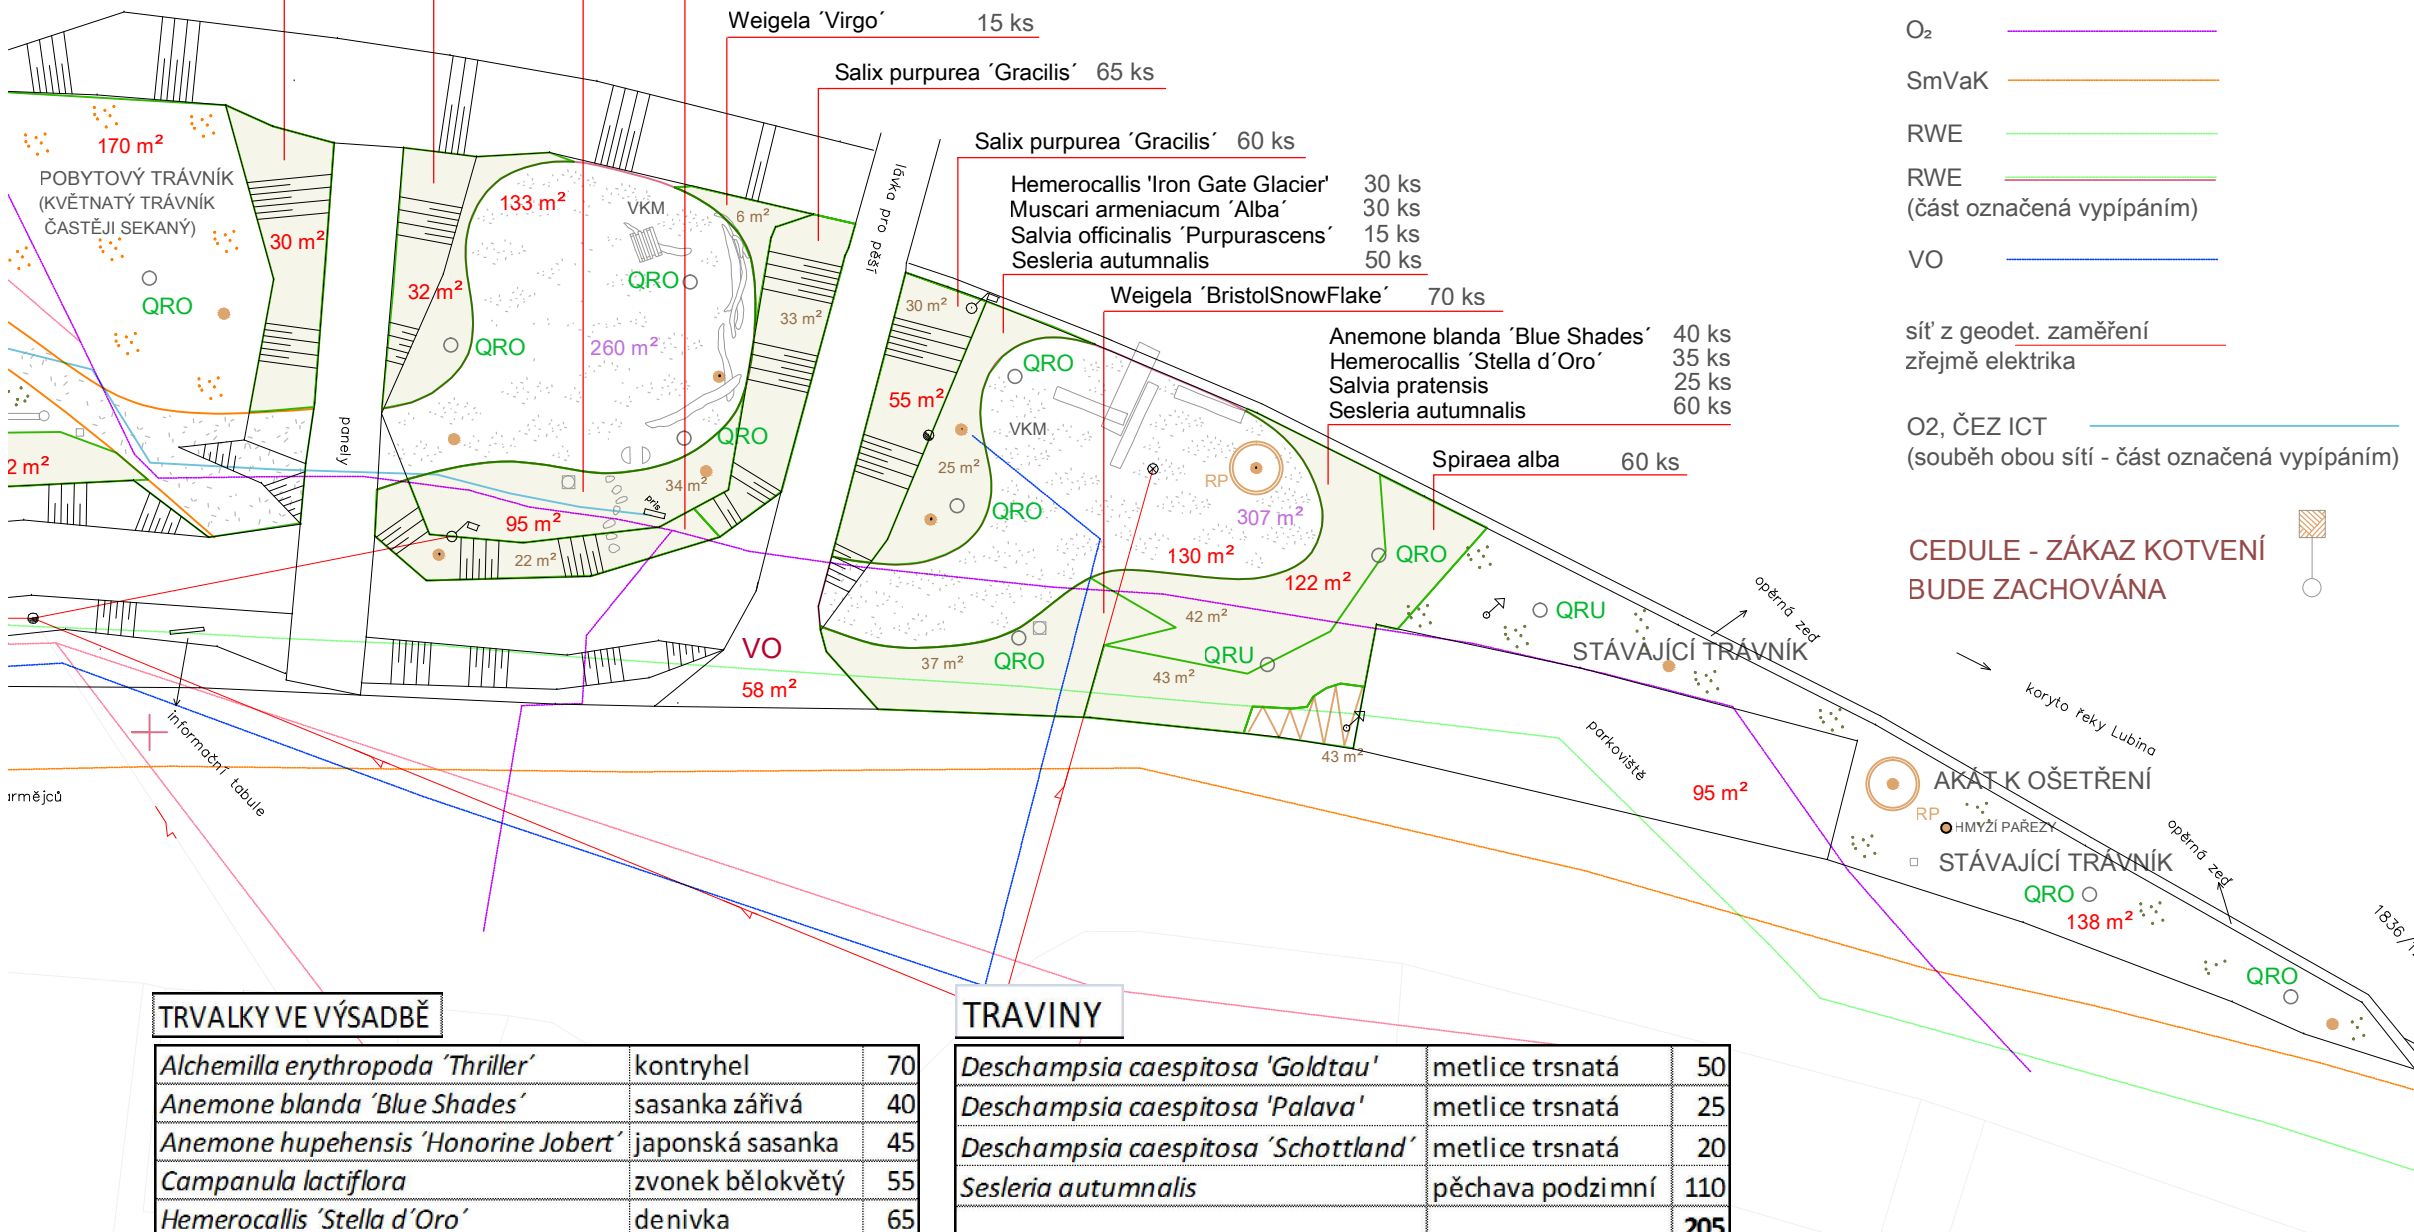 Weigela ´Virgo´ 15 ks
Salix purpurea ´Gracilis´ 65 ks
Salix purpurea ´Gracilis´ 60 ks
Hemerocallis 'Iron Gate Glacier' 30 ks
Muscari armeniacum ´Alba´ 30 ks
Salvia officinalis ´Purpurascens´ 15 ks
Sesleria autumnalis 50 ks
Weigela ´BristolSnowFlake´ 70 ks
Anemone blanda ´Blue Shades´ 40 ks
Hemerocallis ´Stella d´Oro´ 35 ks
Salvia pratensis 25 ks
Sesleria autumnalis 60 ks
Spiraea alba 60 ks
O₂
SmVaK
RWE
RWE
(část označená vypípáním)
VO
síť z geodet. zaměření
zřejmě elektrika
O2, ČEZ ICT
(souběh obou sítí - část označená vypípáním)
CEDULE - ZÁKAZ KOTVENÍ
BUDE ZACHOVÁNA
170 m²
POBYTOVÝ TRÁVNÍK
(KVĚTNATÝ TRÁVNÍK
ČASTĚJI SEKANÝ)
QRO
30 m²
2 m²
panely
133 m²
VKM
6 m²
32 m²
QRO
QRO
260 m²
33 m²
QRO
34 m²
pris
95 m²
22 m²
lávka pro pěší
30 m²
55 m²
QRO
VKM
25 m²
QRO
RP
307 m²
130 m²
122 m²
QRO
42 m²
37 m²
QRO
QRU
43 m²
43 m²
VO
58 m²
informační tabule
armějců
QRU
STÁVAJÍCÍ TRÁVNÍK
opěrná zeď
koryto řeky Lubina
parkoviště
95 m²
AKÁT K OŠETŘENÍ
RP
HMYZÍ PAŘEZY
STÁVAJÍCÍ TRÁVNÍK
opěrná zeď
QRO
138 m²
QRO
TRVALKY VE VÝSADBĚ
Alchemilla erythropoda ´Thriller´ kontryhel 70
Anemone blanda ´Blue Shades´ sasanka zářivá 40
Anemone hupehensis ´Honorine Jobert´ japonská sasanka 45
Campanula lactiflora zvonek bělokvětý 55
Hemerocallis ´Stella d´Oro´ denivka 65
TRAVINY
Deschampsia caespitosa 'Goldtau' metlice trsnatá 50
Deschampsia caespitosa 'Palava' metlice trsnatá 25
Deschampsia caespitosa ´Schottland´ metlice trsnatá 20
Sesleria autumnalis pěchava podzimní 110
205